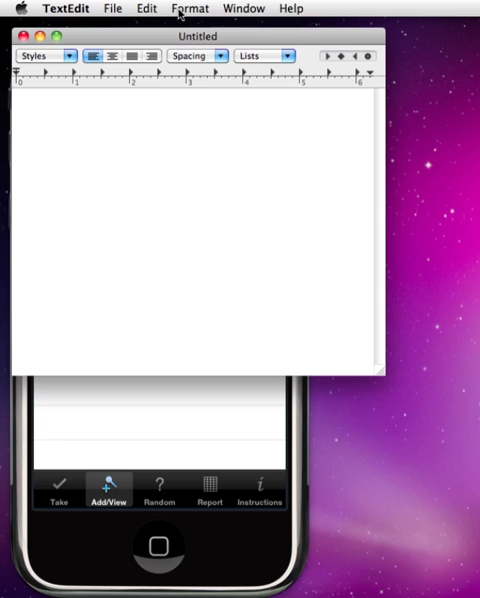 TextEdit File Edit Format Window Help
Untitled
Styles Spacing Lists
0 1 2 3 4 5 6
Take Add/View Random Report Instructions